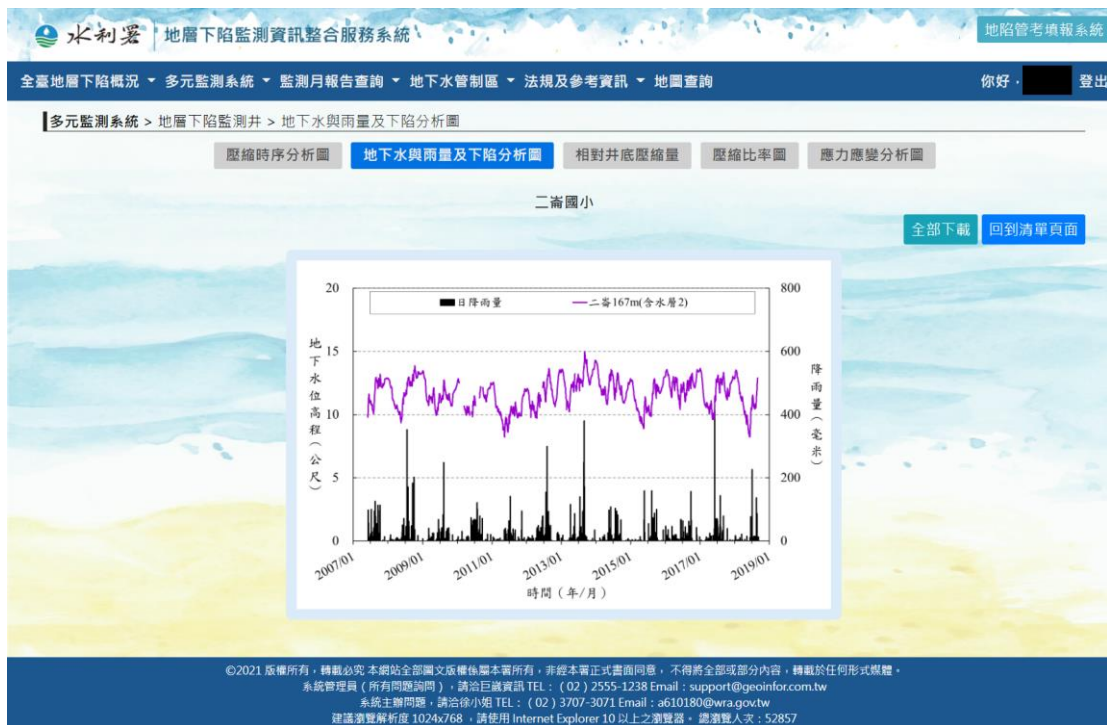 水利署 地層下陷監測資訊整合服務系統
地陷管考填報系統
全臺地層下陷概況 多元監測系統 監測月報告查詢 地下水管制區 法規及參考資訊 地圖查詢 你好, 登出
多元監測系統 > 地層下陷監測井 > 地下水與雨量及下陷分析圖
壓縮時序分析圖 地下水與雨量及下陷分析圖 相對井底壓縮量 壓縮比率圖 應力應變分析圖
二崙國小
全部下載 回到清單頁面
日降雨量 二崙167m(含水層2)
地下水位高程(公尺)
20
15
10
5
0
800
600
400
200
0
降雨量(毫米)
2007/01 2009/01 2011/01 2013/01 2015/01 2017/01 2019/01
時間(年/月)
©2021 版權所有,轉載必究 本網站全部圖文版權係屬本署所有,非經本署正式書面同意, 不得將全部或部分內容,轉載於任何形式媒體。
系統管理員(所有問題詢問),請洽巨議資訊 TEL:(02)2555-1238 Email:support@geoinfor.com.tw
系統主辦問題,請洽徐小姐 TEL:(02)3707-3071 Email:a610180@wra.gov.tw
建議瀏覽解析度 1024x768 ,請使用 Internet Explorer 10 以上之瀏覽器。 總瀏覽人次:52857